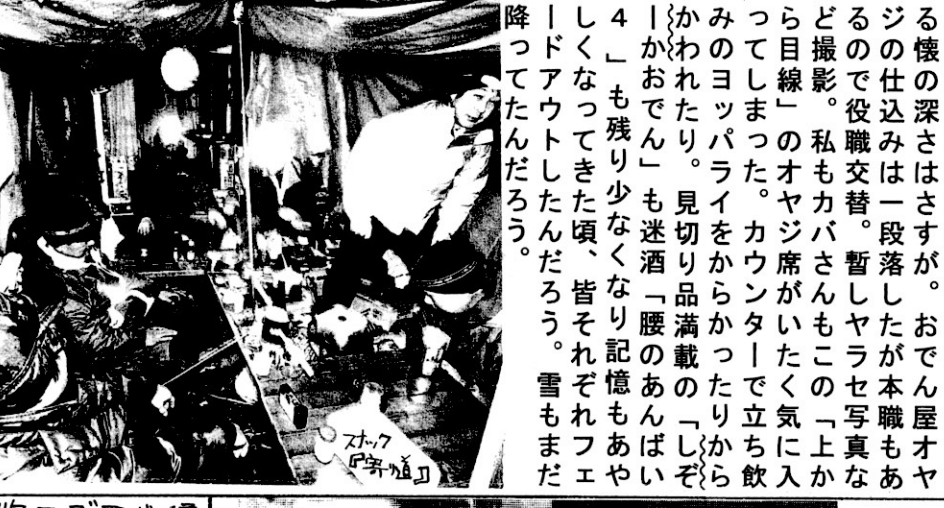 る懐の深さはさすが。おでん屋オヤ
ジの仕込みは一段落したが本職もあ
るので役職交替。暫しヤラセ写真な
ど撮影。私もカバさんもこの「上か
ら目線」のオヤジ席がいたく気に入
ってしまった。カウンターで立ち飲
みのヨッパライをからかったりから
かわれたり。見切り品満載の「しぞ
ーかおでん」も迷酒「腰のあんばい
4」も残り少なくなり記憶もあや
しくなってきた頃、皆それぞれフェ
ードアウトしたんだろう。雪もまだ
降ってたんだろう。
スナック